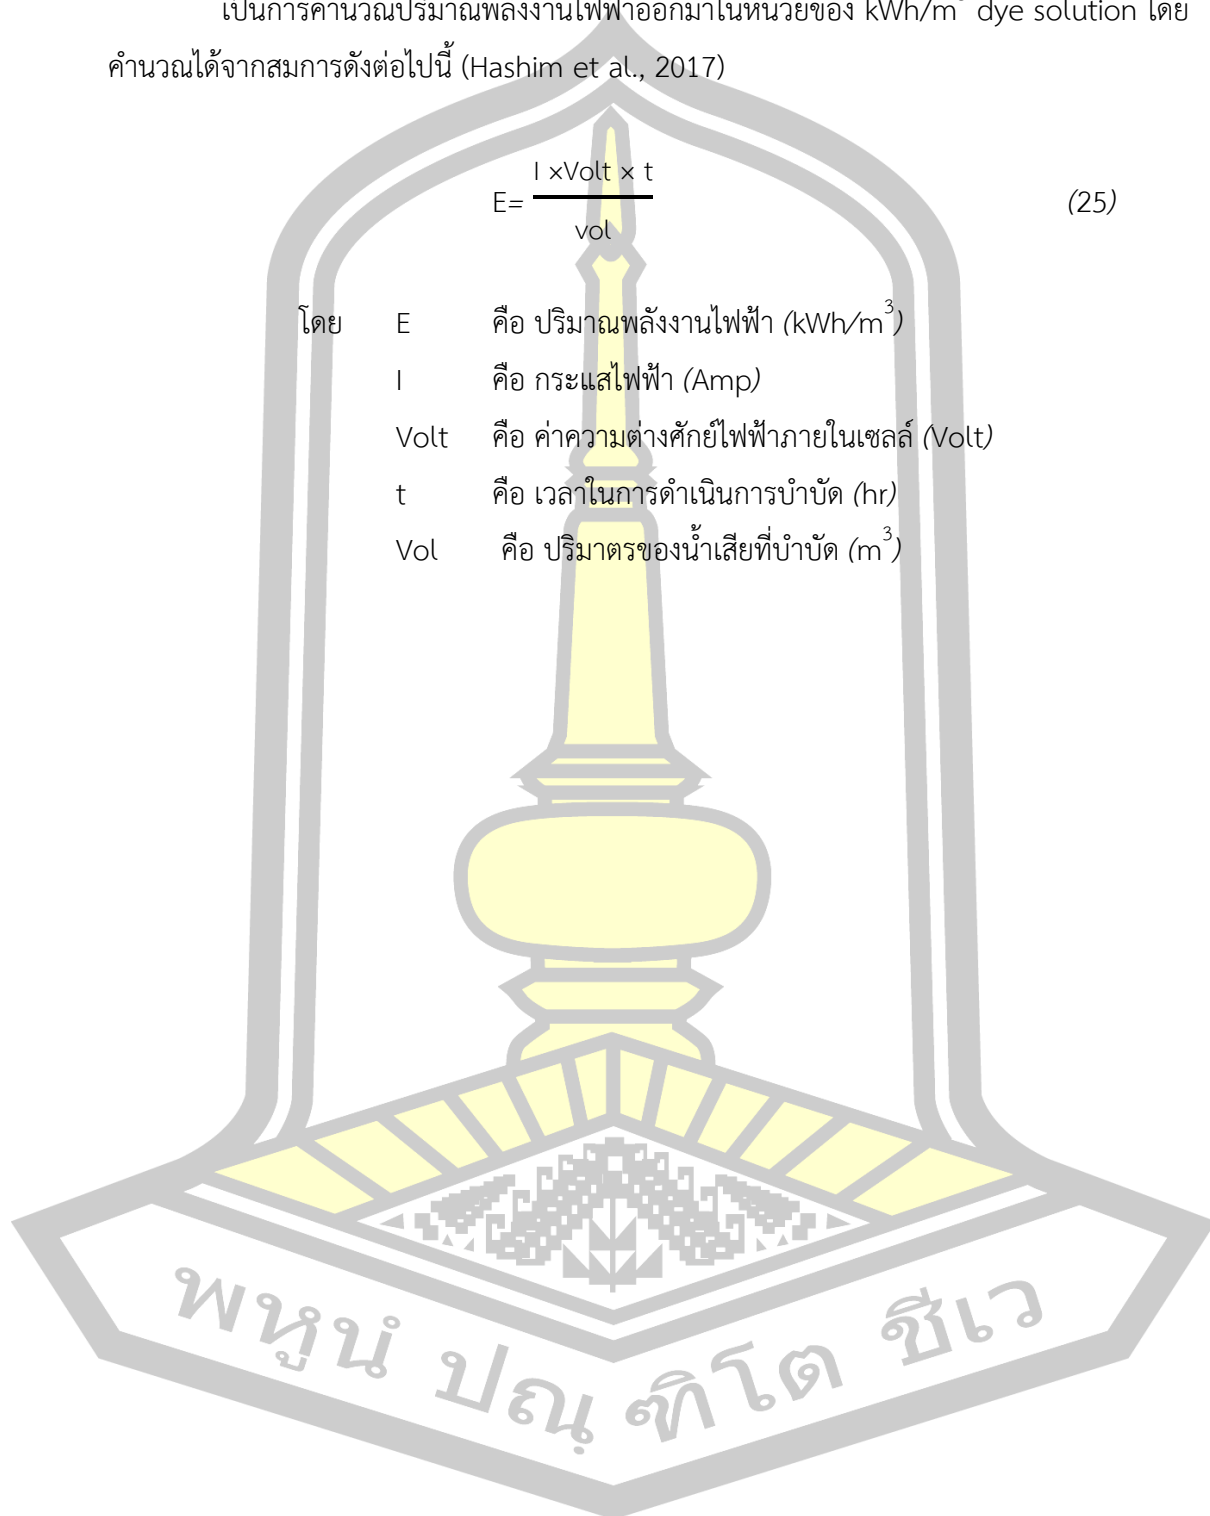 เป็นการคำนวณปริมาณพลังงานไฟฟ้าออกมาในหน่วยของ kWh/m³ dye solution โดย
คำนวณได้จากสมการดังต่อไปนี้ (Hashim et al., 2017)
I ×Volt × t
E= (25)
vol
โดย E คือ ปริมาณพลังงานไฟฟ้า (kWh/m³)
I คือ กระแสไฟฟ้า (Amp)
Volt คือ ค่าความต่างศักย์ไฟฟ้าภายในเซลล์ (Volt)
t คือ เวลาในการดำเนินการบำบัด (hr)
Vol คือ ปริมาตรของน้ำเสียที่บำบัด (m³)
พหูนํ ปณฺฑิโต ชีเว